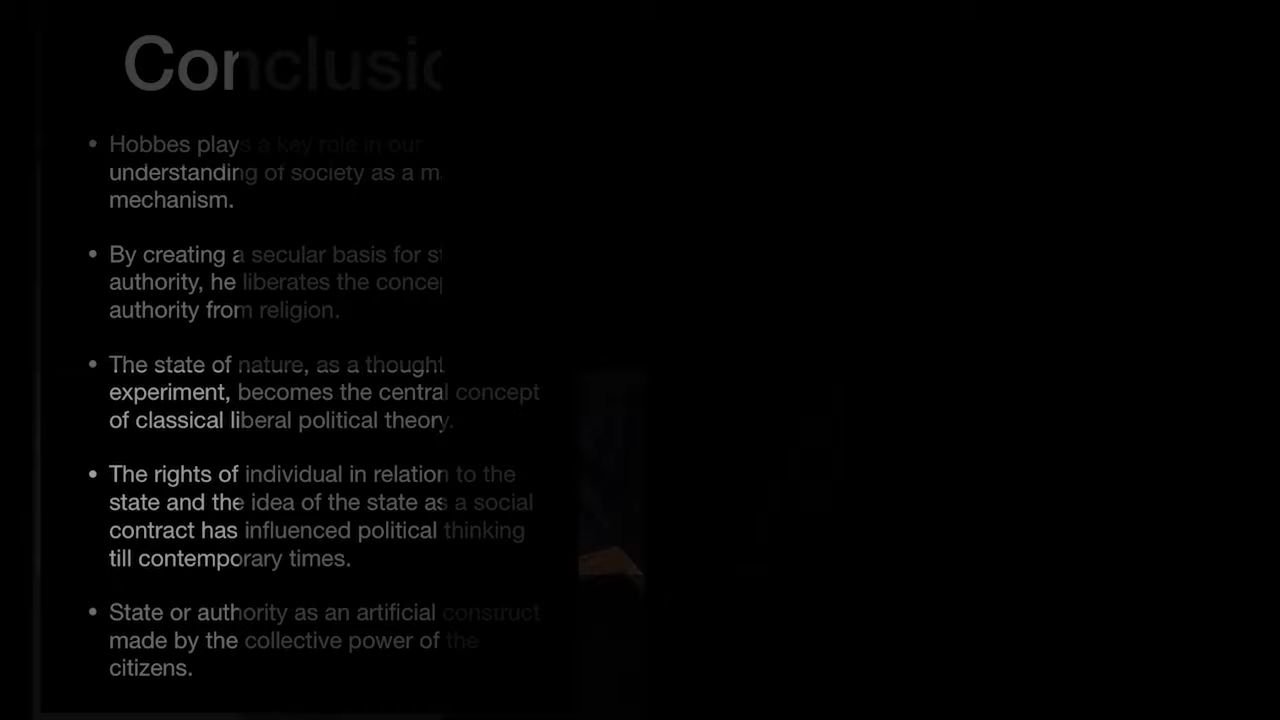 Conclusio
• Hobbes plays a key role in our
understanding of society as a m
mechanism.
• By creating a secular basis for st
authority, he liberates the concep
authority from religion.
• The state of nature, as a thought
experiment, becomes the central concept
of classical liberal political theory.
• The rights of individual in relation to the
state and the idea of the state as a social
contract has influenced political thinking
till contemporary times.
• State or authority as an artificial construct
made by the collective power of the
citizens.